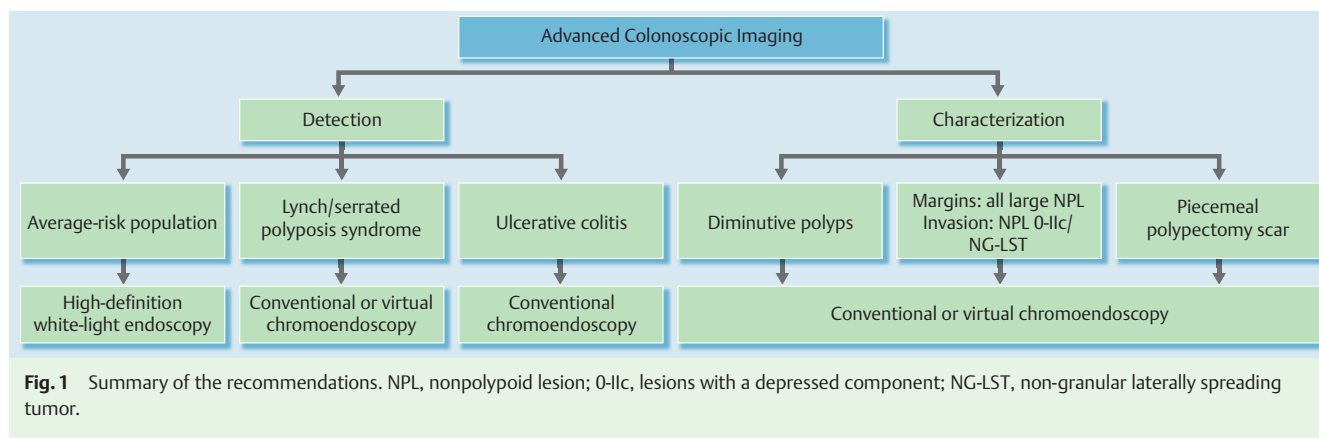 Advanced Colonoscopic Imaging
Detection
Characterization
Average-risk population
Lynch/serrated
polyposis syndrome
Ulcerative colitis
Diminutive polyps
Margins: all large NPL
Invasion: NPL 0-IIc/
NG-LST
Piecemeal
polypectomy scar
High-definition
white-light endoscopy
Conventional or virtual
chromoendoscopy
Conventional
chromoendoscopy
Conventional or virtual chromoendoscopy
Fig. 1 Summary of the recommendations. NPL, nonpolypoid lesion; 0-IIc, lesions with a depressed component; NG-LST, non-granular laterally spreading
tumor.